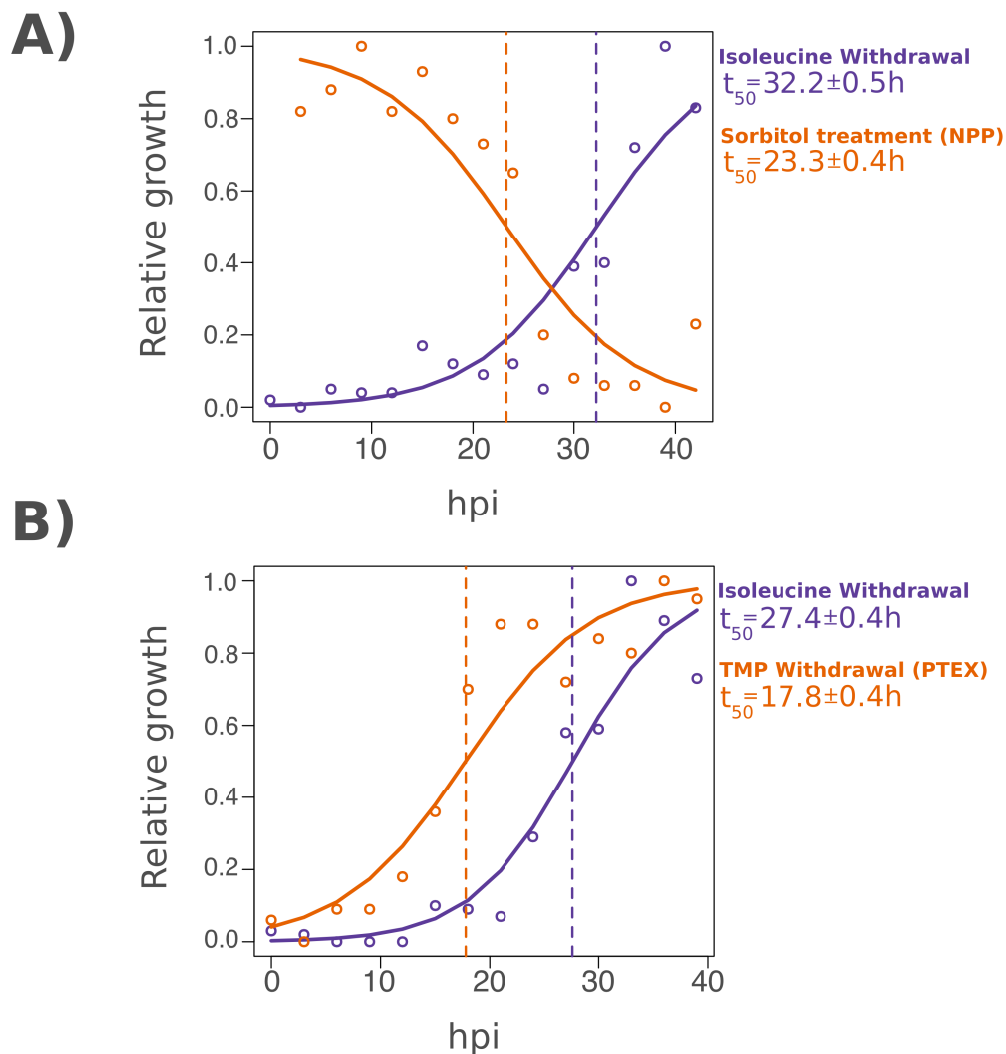 A)
Isoleucine Withdrawal
t50=32.2±0.5h
Sorbitol treatment (NPP)
t50=23.3±0.4h
Relative growth
1.0
0.8
0.6
0.4
0.2
0.0
0 10 20 30 40
hpi
B)
Isoleucine Withdrawal
t50=27.4±0.4h
TMP Withdrawal (PTEX)
t50=17.8±0.4h
Relative growth
1.0
0.8
0.6
0.4
0.2
0.0
0 10 20 30 40
hpi